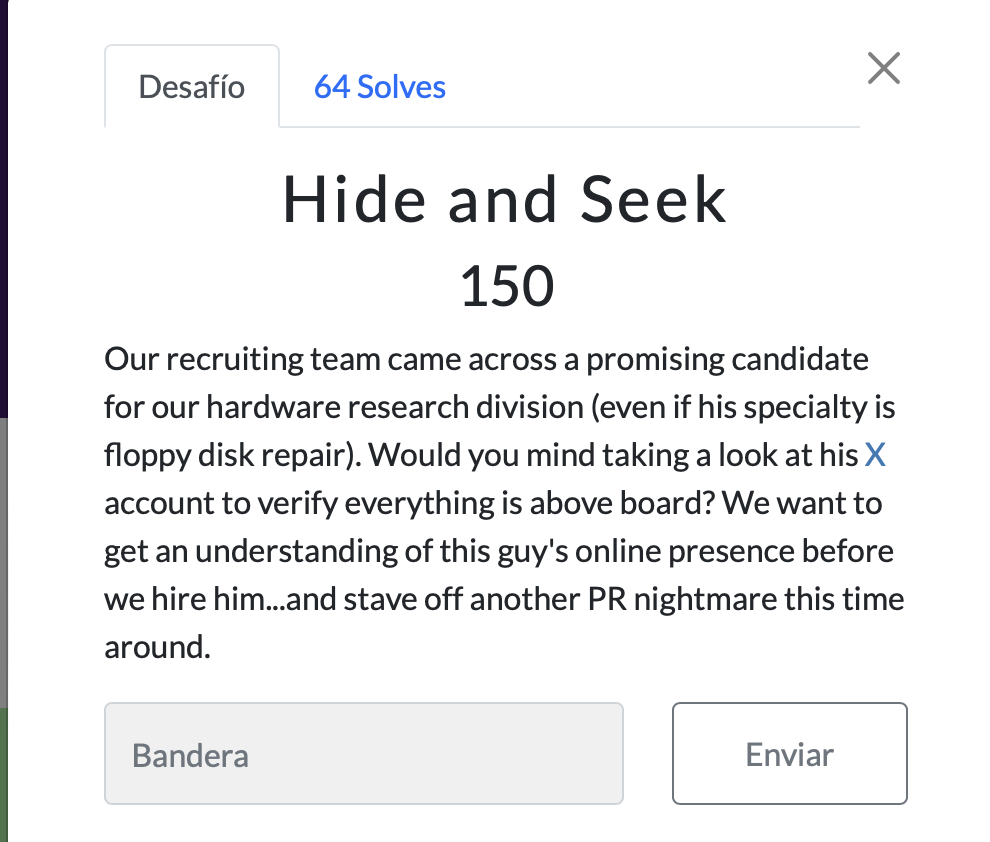 Desafío
64 Solves
Hide and Seek
150
Our recruiting team came across a promising candidate
for our hardware research division (even if his specialty is
floppy disk repair). Would you mind taking a look at his X
account to verify everything is above board? We want to
get an understanding of this guy's online presence before
we hire him...and stave off another PR nightmare this time
around.
Bandera
Enviar